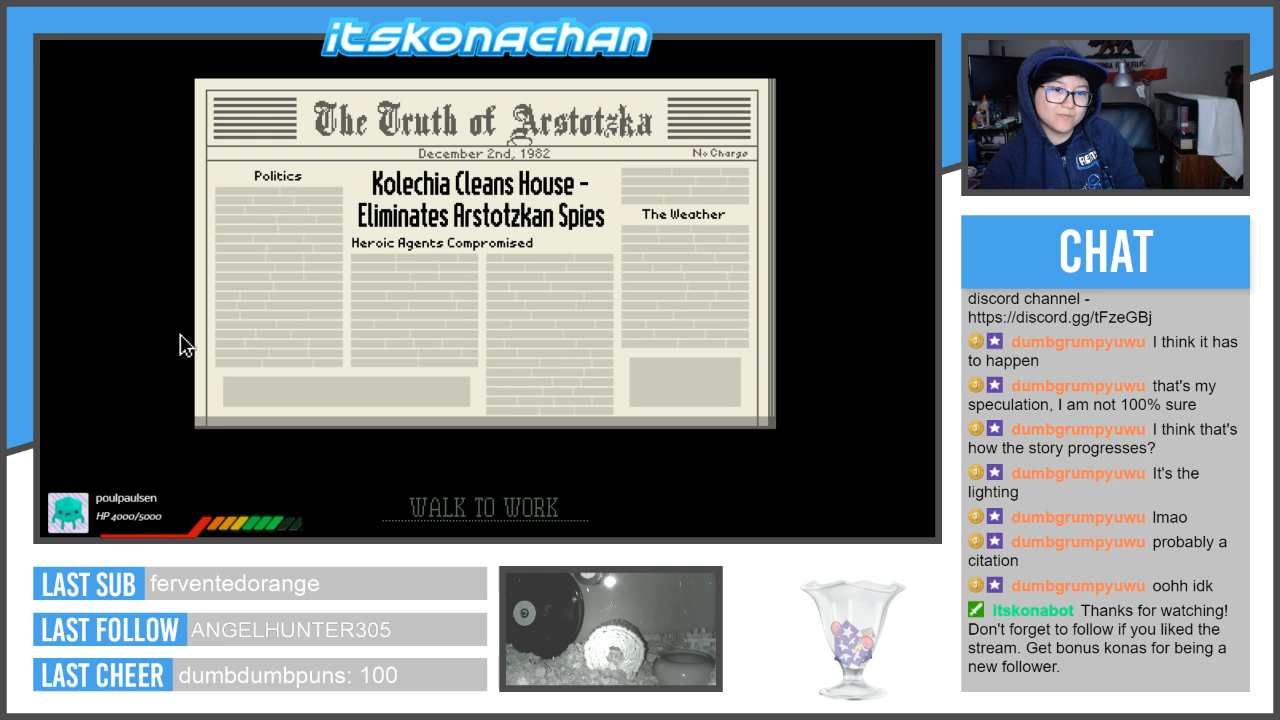 itskonachan
The Truth of Arstotzka
December 2nd, 1982
No Charge
Politics
Kolechia Cleans House -
Eliminates Arstotzkan Spies
Heroic Agents Compromised
The Weather
poulpaulsen
HP 4000/5000
WALK TO WORK
LAST SUB ferventedorange
LAST FOLLOW ANGELHUNTER305
LAST CHEER dumbdumbpuns: 100
CHAT
discord channel -
https://discord.gg/tFzeGBj
dumbgrumpyuwu I think it has
to happen
dumbgrumpyuwu that's my
speculation, I am not 100% sure
dumbgrumpyuwu I think that's
how the story progresses?
dumbgrumpyuwu It's the
lighting
dumbgrumpyuwu lmao
dumbgrumpyuwu probably a
citation
dumbgrumpyuwu oohh idk
itskonabot Thanks for watching!
Don't forget to follow if you liked the
stream. Get bonus konas for being a
new follower.